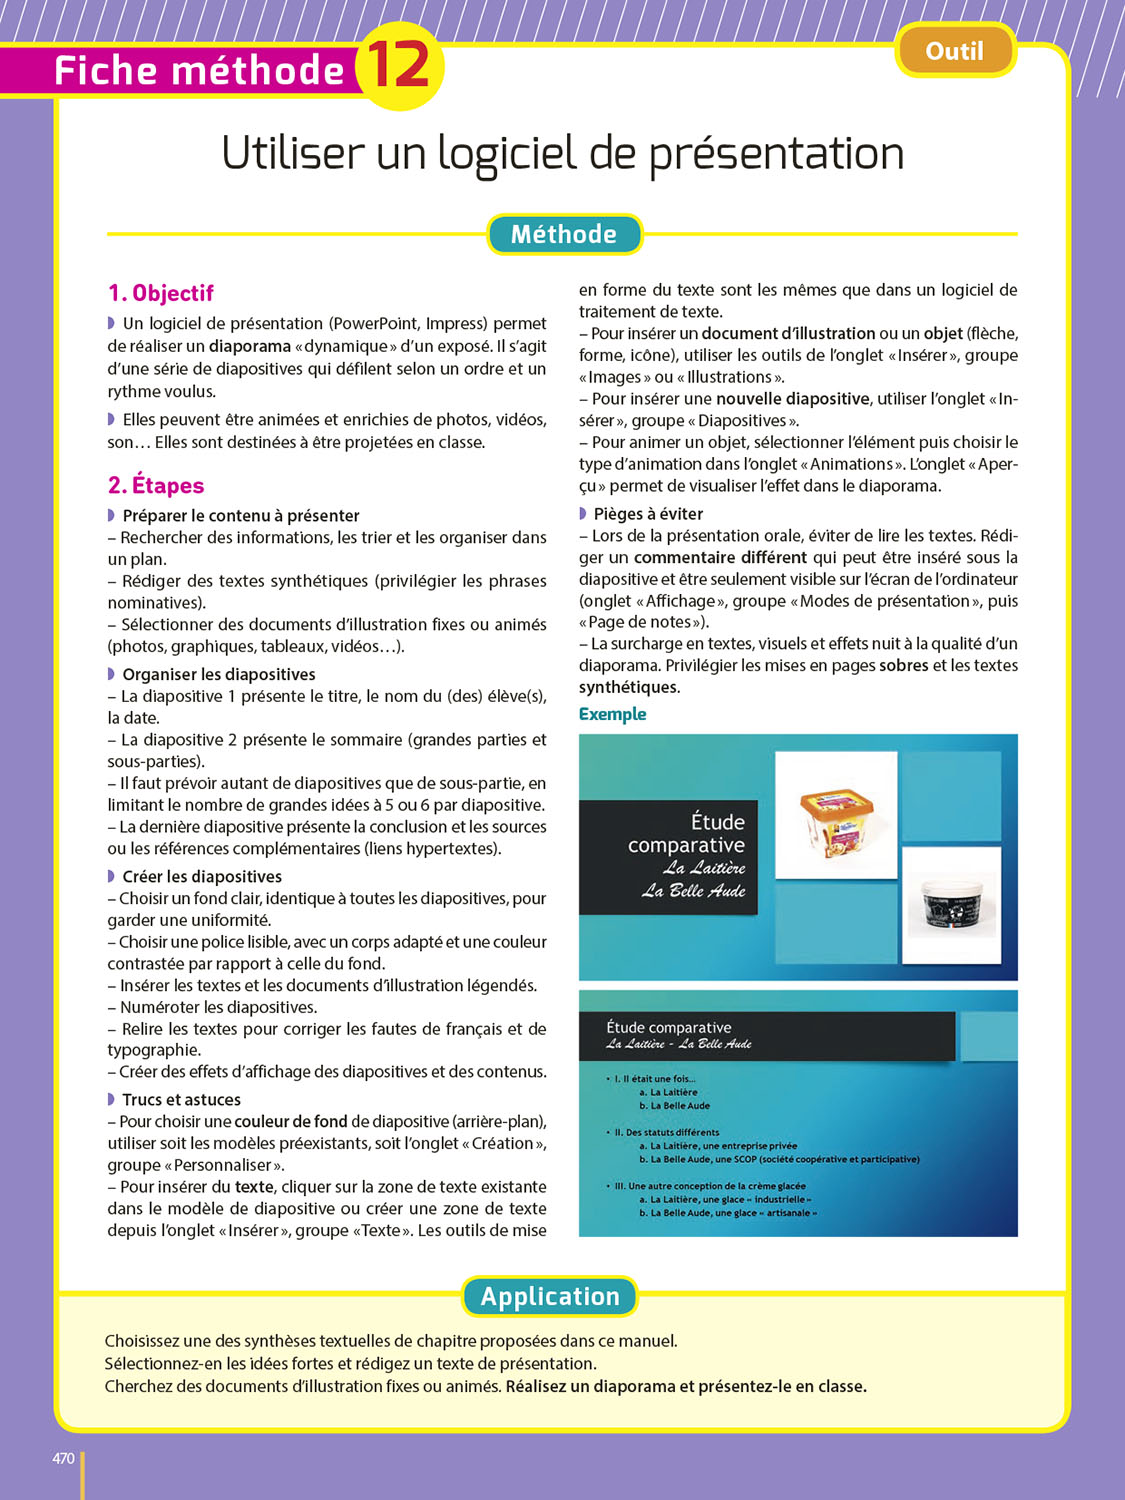 Fiche méthode 12
Outil
Utiliser un logiciel de présentation
Méthode
1. Objectif
Un logiciel de présentation (PowerPoint, Impress) permet
de réaliser un diaporama « dynamique » d'un exposé. Il s'agit
d'une série de diapositives qui défilent selon un ordre et un
rythme voulus.
Elles peuvent être animées et enrichies de photos, vidéos,
son… Elles sont destinées à être projetées en classe.
2. Étapes
Préparer le contenu à présenter
– Rechercher des informations, les trier et les organiser dans
un plan.
– Rédiger des textes synthétiques (privilégier les phrases
nominatives).
– Sélectionner des documents d'illustration fixes ou animés
(photos, graphiques, tableaux, vidéos…).
Organiser les diapositives
– La diapositive 1 présente le titre, le nom du (des) élève(s),
la date.
– La diapositive 2 présente le sommaire (grandes parties et
sous-parties).
– Il faut prévoir autant de diapositives que de sous-partie, en
limitant le nombre de grandes idées à 5 ou 6 par diapositive.
– La dernière diapositive présente la conclusion et les sources
ou les références complémentaires (liens hypertextes).
Créer les diapositives
– Choisir un fond clair, identique à toutes les diapositives, pour
garder une uniformité.
– Choisir une police lisible, avec un corps adapté et une couleur
contrastée par rapport à celle du fond.
– Insérer les textes et les documents d'illustration légendés.
– Numéroter les diapositives.
– Relire les textes pour corriger les fautes de français et de
typographie.
– Créer des effets d'affichage des diapositives et des contenus.
Trucs et astuces
– Pour choisir une couleur de fond de diapositive (arrière-plan),
utiliser soit les modèles préexistants, soit l'onglet « Création »,
groupe « Personnaliser ».
– Pour insérer du texte, cliquer sur la zone de texte existante
dans le modèle de diapositive ou créer une zone de texte
depuis l'onglet « Insérer », groupe « Texte ». Les outils de mise
en forme du texte sont les mêmes que dans un logiciel de
traitement de texte.
– Pour insérer un document d'illustration ou un objet (flèche,
forme, icône), utiliser les outils de l'onglet « Insérer », groupe
« Images » ou « Illustrations ».
– Pour insérer une nouvelle diapositive, utiliser l'onglet « In-
sérer », groupe « Diapositives ».
– Pour animer un objet, sélectionner l'élément puis choisir le
type d'animation dans l'onglet « Animations ». L'onglet « Aper-
çu » permet de visualiser l'effet dans le diaporama.
Pièges à éviter
– Lors de la présentation orale, éviter de lire les textes. Rédi-
ger un commentaire différent qui peut être inséré sous la
diapositive et être seulement visible sur l'écran de l'ordinateur
(onglet « Affichage », groupe « Modes de présentation », puis
« Page de notes »).
– La surcharge en textes, visuels et effets nuit à la qualité d'un
diaporama. Privilégier les mises en pages sobres et les textes
synthétiques.
Exemple
Étude
comparative
La Laitière
La Belle Aude
Étude comparative
La Laitière - La Belle Aude
• I. Il était une fois...
a. La Laitière
b. La Belle Aude
• II. Des statuts différents
a. La Laitière, une entreprise privée
b. La Belle Aude, une SCOP (société coopérative et participative)
• III. Une autre conception de la crème glacée
a. La Laitière, une glace « industrielle »
b. La Belle Aude, une glace « artisanale »
Application
Choisissez une des synthèses textuelles de chapitre proposées dans ce manuel.
Sélectionnez-en les idées fortes et rédigez un texte de présentation.
Cherchez des documents d'illustration fixes ou animés. Réalisez un diaporama et présentez-le en classe.
470